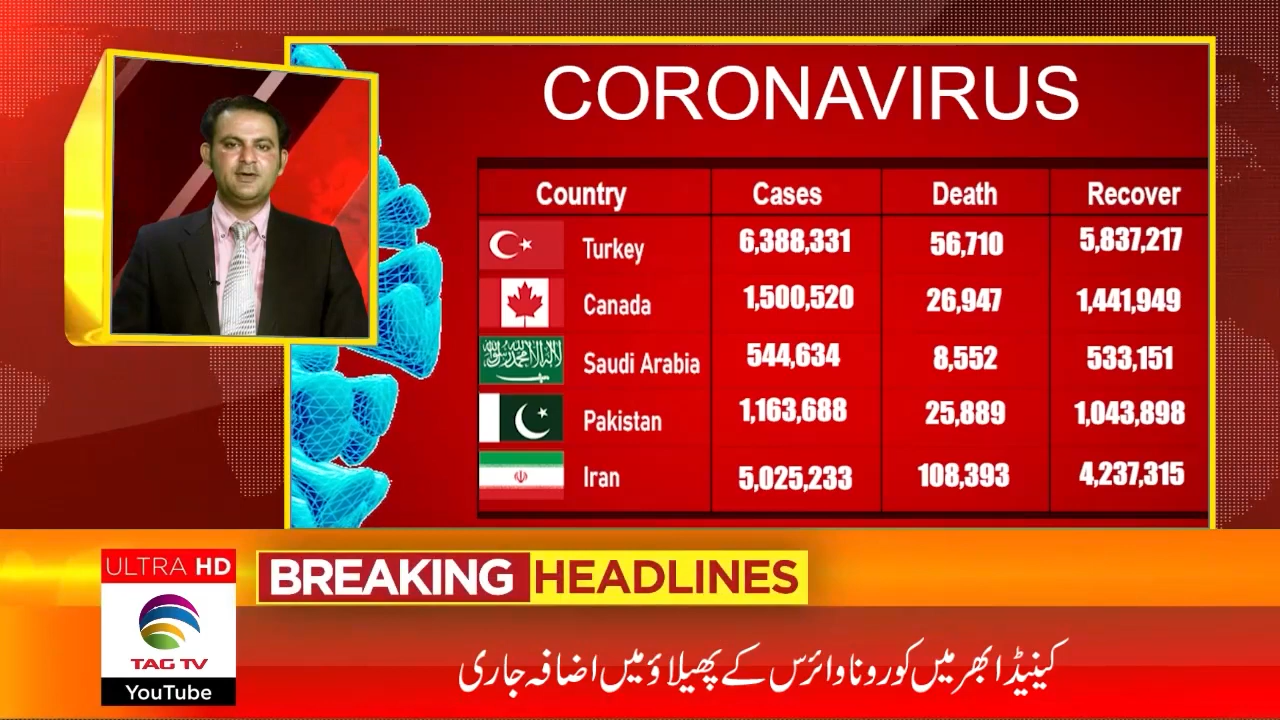 CORONAVIRUS
Country Cases Death Recover
Turkey 6,388,331 56,710 5,837,217
Canada 1,500,520 26,947 1,441,949
Saudi Arabia 544,634 8,552 533,151
Pakistan 1,163,688 25,889 1,043,898
Iran 5,025,233 108,393 4,237,315
ULTRA HD
BREAKING HEADLINES
TAG TV
YouTube
کینیڈا بھر میں کورونا وائرس کے پھیلاؤ میں اضافہ جاری